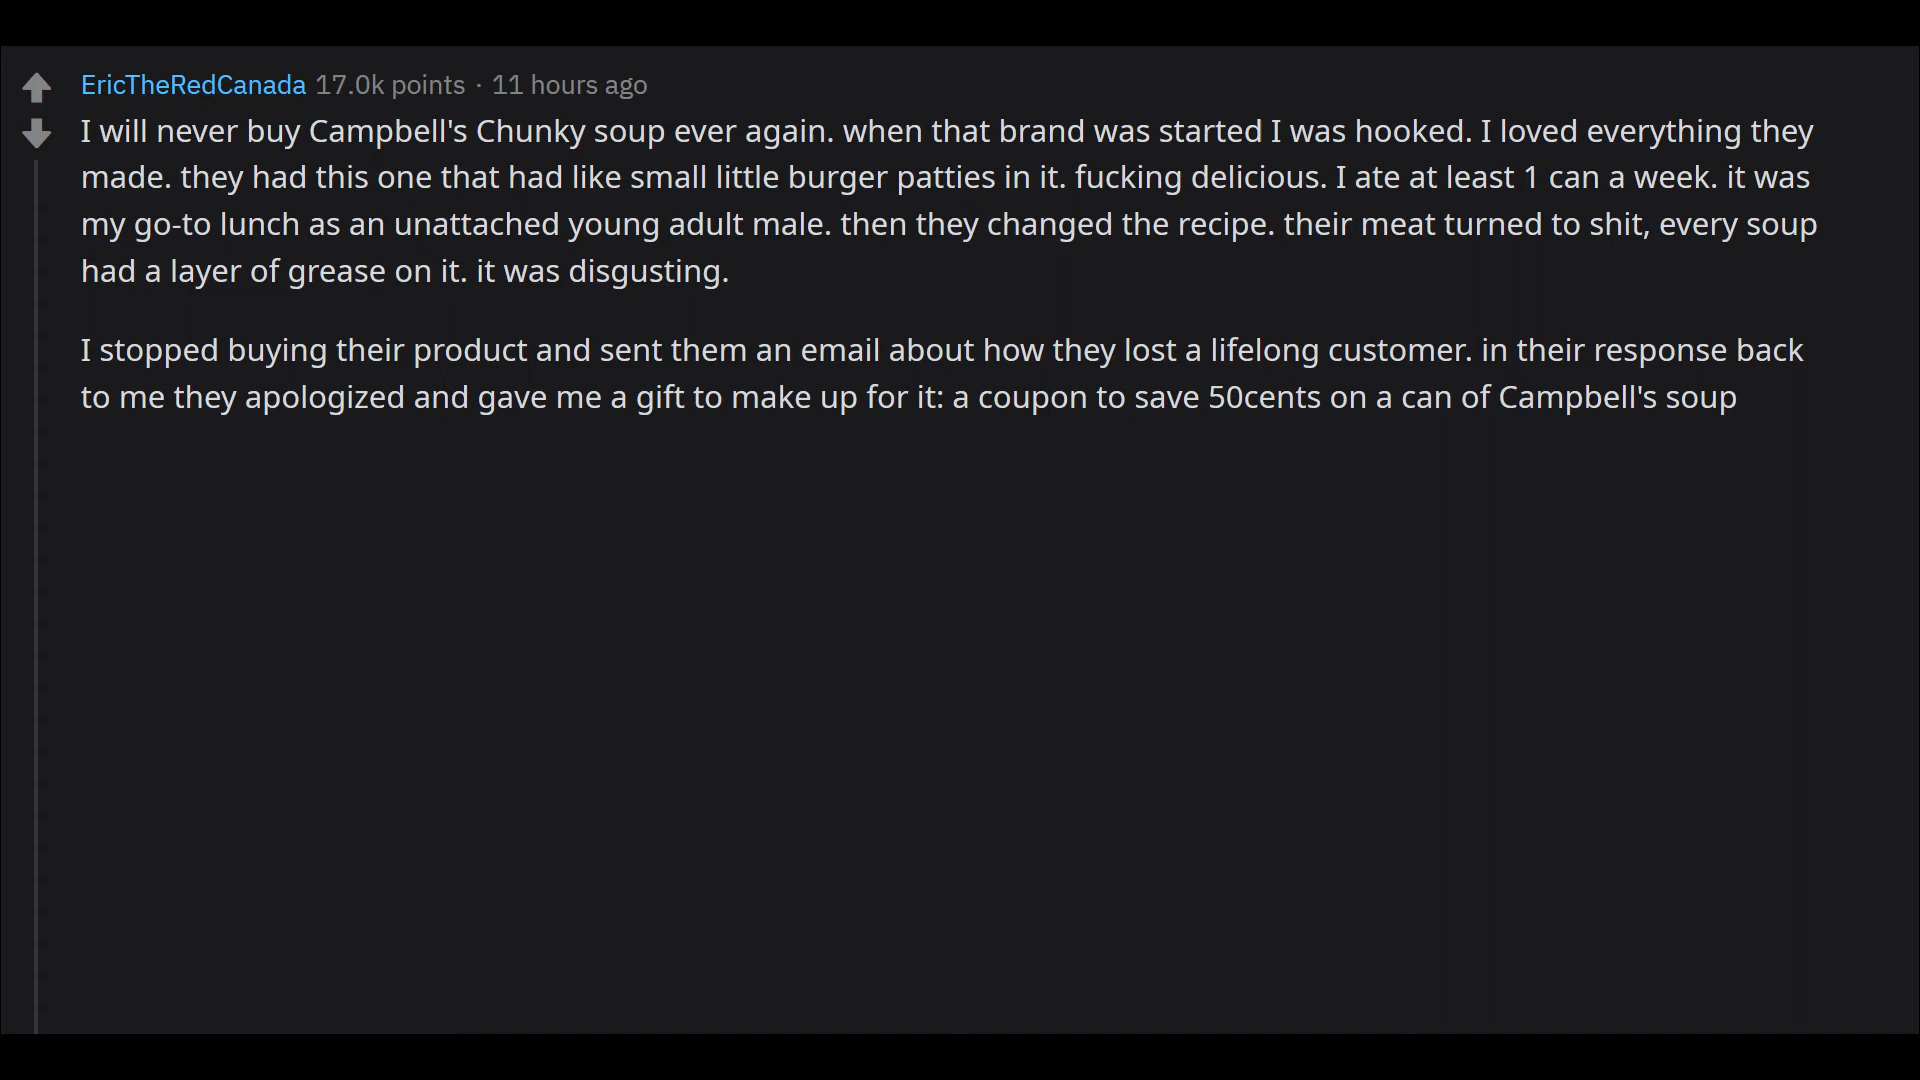 EricTheRedCanada 17.0k points · 11 hours ago
I will never buy Campbell's Chunky soup ever again. when that brand was started I was hooked. I loved everything they
made. they had this one that had like small little burger patties in it. fucking delicious. I ate at least 1 can a week. it was
my go-to lunch as an unattached young adult male. then they changed the recipe. their meat turned to shit, every soup
had a layer of grease on it. it was disgusting.
I stopped buying their product and sent them an email about how they lost a lifelong customer. in their response back
to me they apologized and gave me a gift to make up for it: a coupon to save 50cents on a can of Campbell's soup